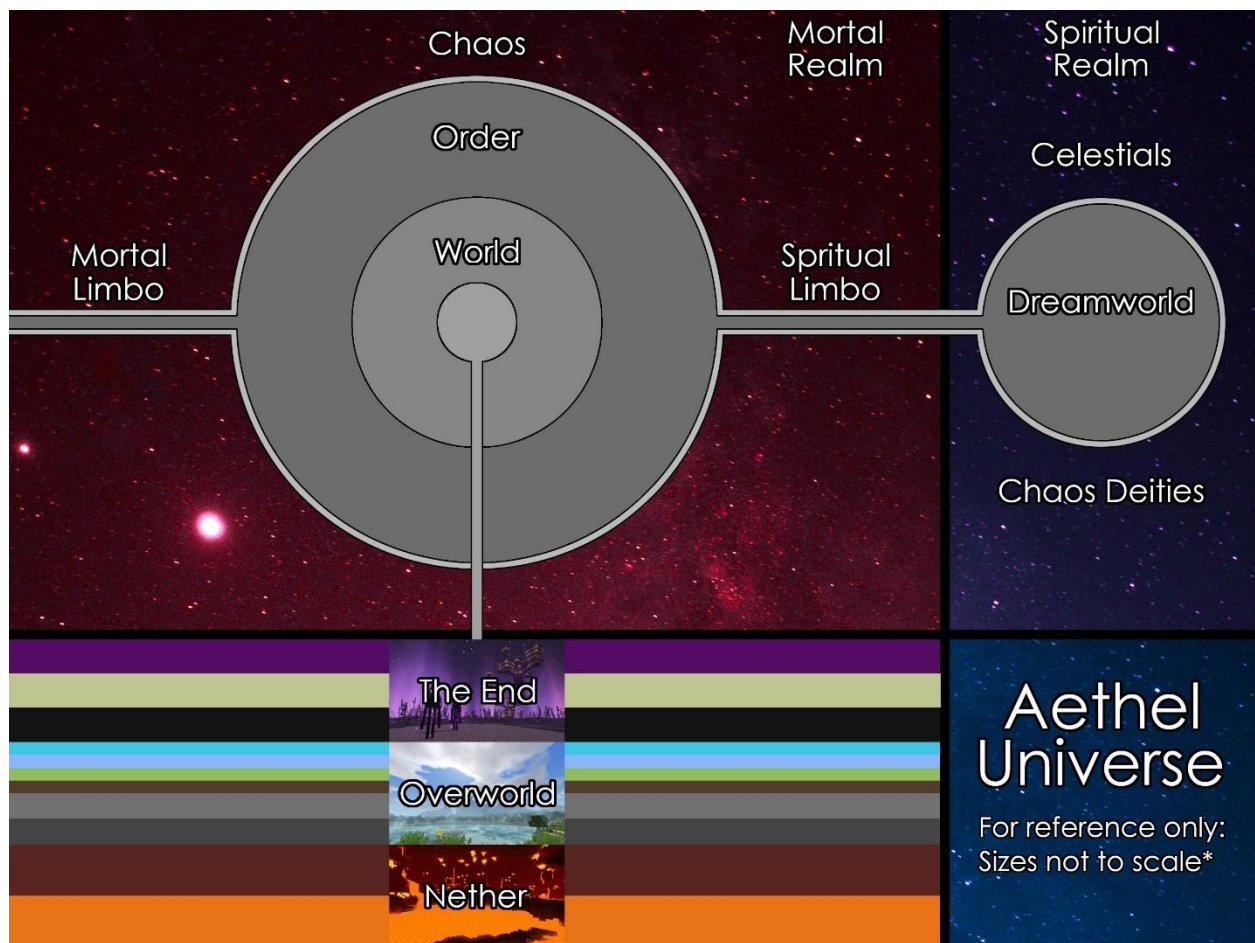 Chaos
Mortal
Realm
Spiritual
Realm
Order
Celestials
Mortal
Limbo
World
Spritual
Limbo
Dreamworld
Chaos Deities
The End
Overworld
Nether
Aethel
Universe
For reference only:
Sizes not to scale*